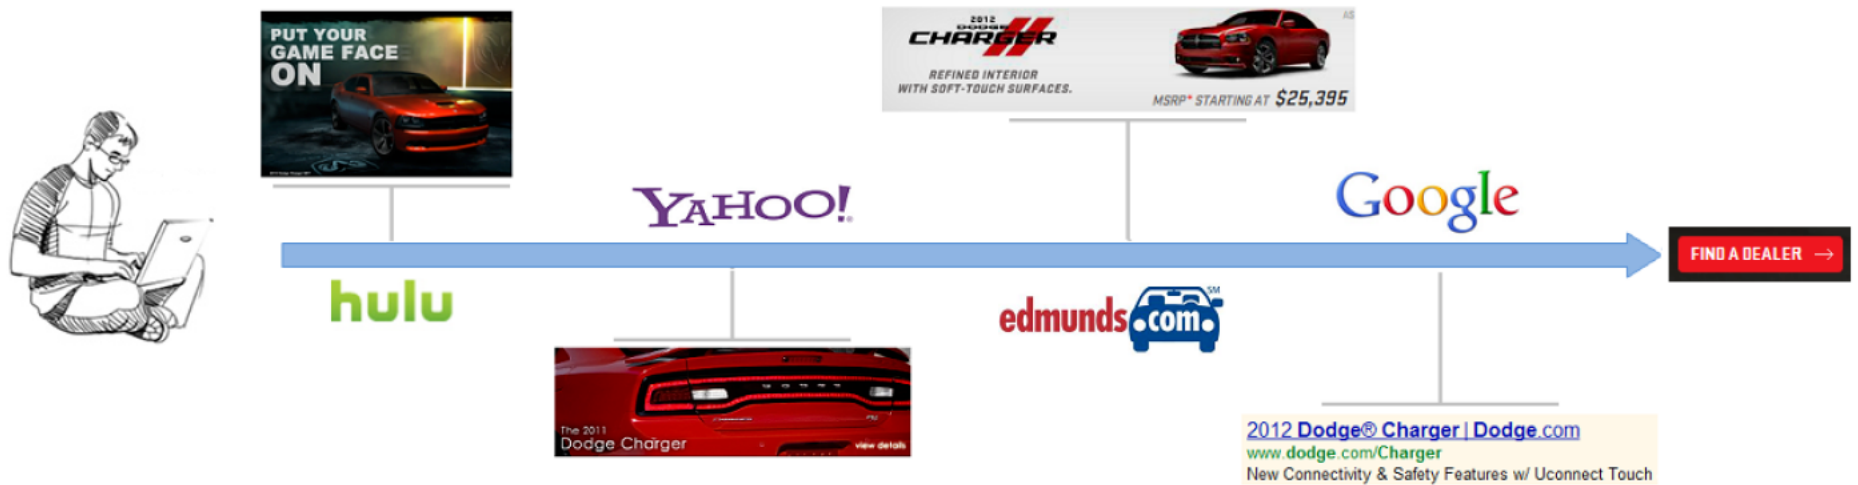 PUT YOUR
GAME FACE
ON
hulu
YAHOO!
The 2011
Dodge Charger
view details
2012
DODGE
CHARGER
REFINED INTERIOR
WITH SOFT-TOUCH SURFACES.
MSRP* STARTING AT $25,395
edmunds.com
SM
Google
2012 Dodge® Charger | Dodge.com
www.dodge.com/Charger
New Connectivity & Safety Features w/ Uconnect Touch
FIND A DEALER →